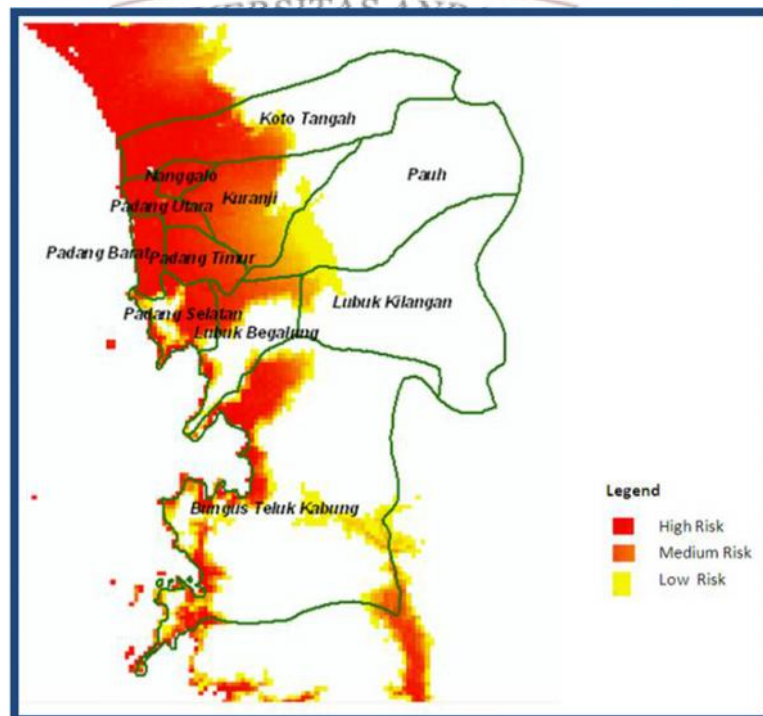 Koto Tangah
Pauh
Nanggalo
Kuranji
Padang Utara
Padang Barat
Padang Timur
Lubuk Kilangan
Padang Selatan
Lubuk Begalung
Bungus Teluk Kabung
Legend
High Risk
Medium Risk
Low Risk